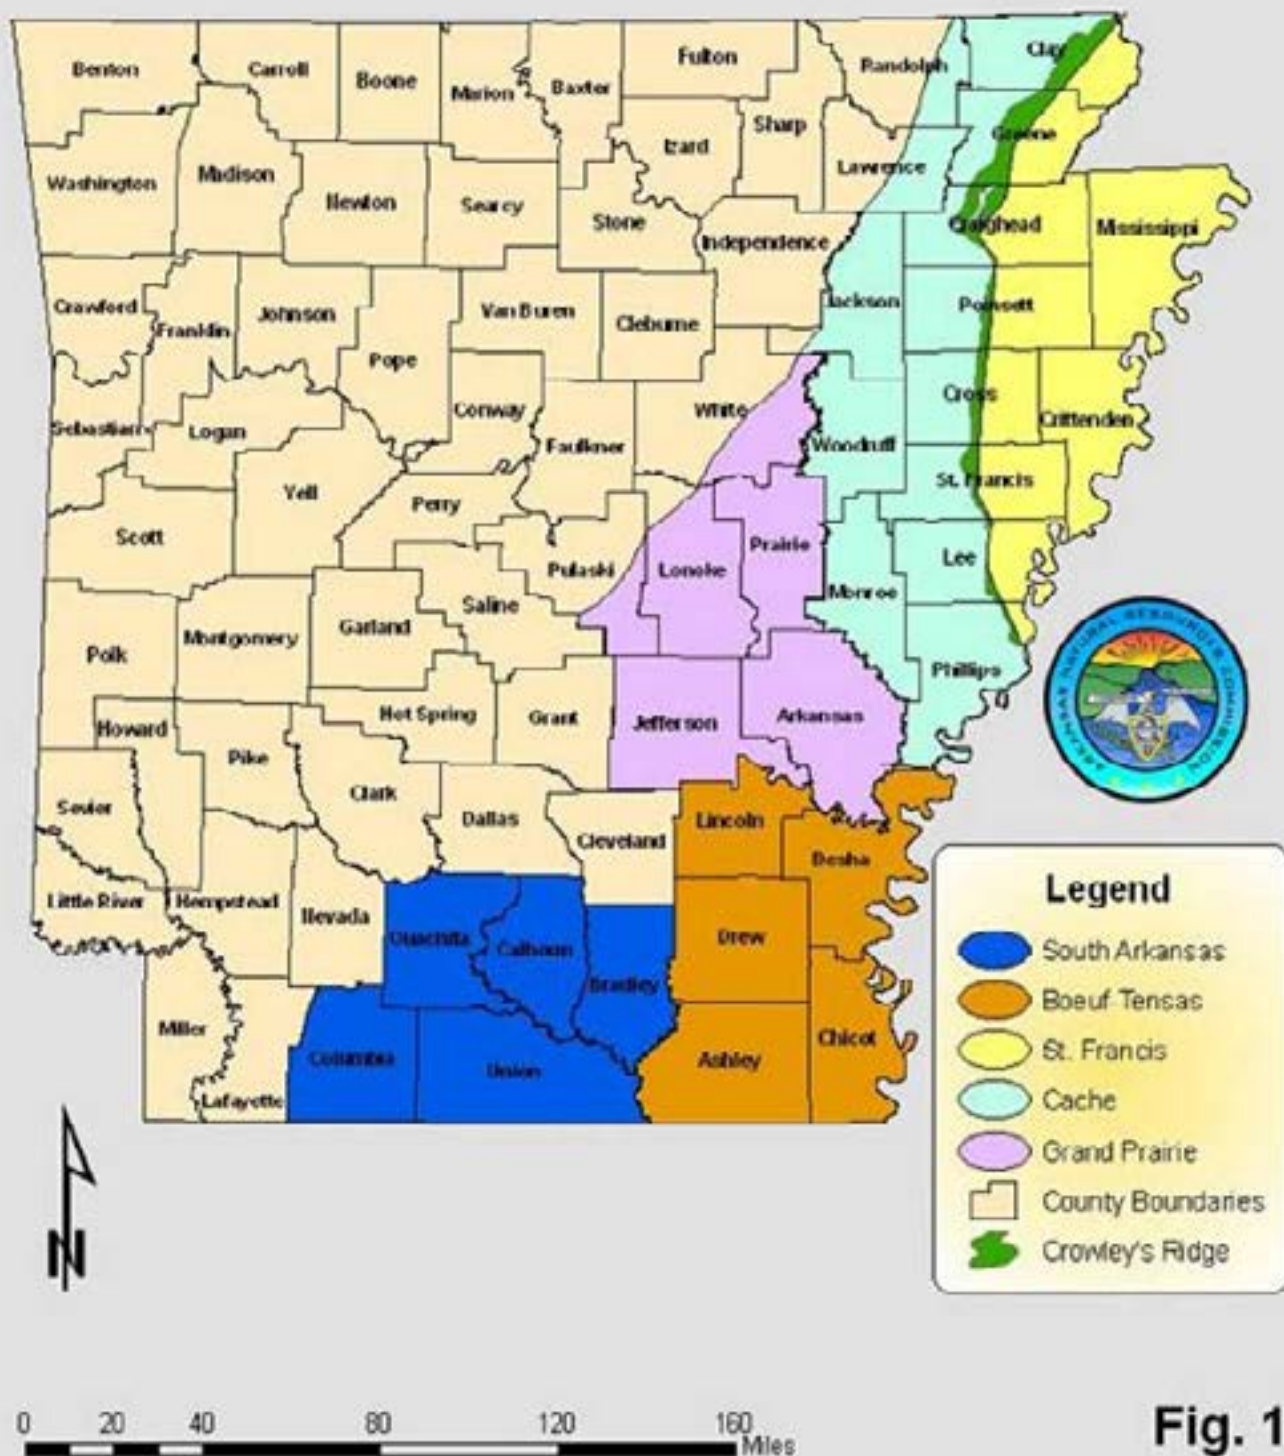 Benton
Carroll
Boone
Marion
Baxter
Fulton
Randolph
Clay
Sharp
Izard
Lawrence
Greene
Washington
Madison
Newton
Searcy
Stone
Independence
Craighead
Mississippi
Crawford
Franklin
Johnson
Pope
Van Buren
Cleburne
Jackson
Poinsett
Sebastian
Logan
Conway
Faulkner
White
Woodruff
Cross
Crittenden
Scott
Yell
Perry
Pulaski
Lonoke
Prairie
St. Francis
Lee
Monroe
Polk
Montgomery
Garland
Saline
Phillips
Howard
Pike
Hot Spring
Grant
Jefferson
Arkansas
ARKANSAS NATURAL RESOURCES COMMISSION
Sevier
Clark
Dallas
Cleveland
Lincoln
Desha
Little River
Hempstead
Nevada
Ouachita
Calhoun
Bradley
Drew
Miller
Lafayette
Columbia
Union
Ashley
Chicot
Legend
South Arkansas
Boeuf Tensas
St. Francis
Cache
Grand Prairie
County Boundaries
Crowley's Ridge
N
0 20 40 80 120 160
Miles
Fig. 1